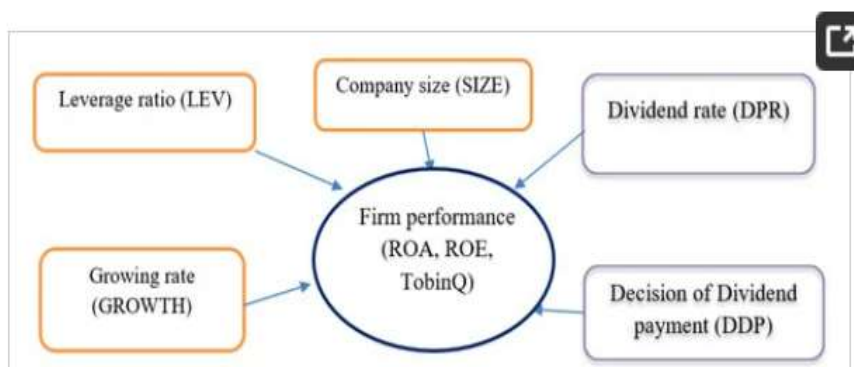 Leverage ratio (LEV)
Company size (SIZE)
Dividend rate (DPR)
Firm performance
(ROA, ROE,
TobinQ)
Growing rate
(GROWTH)
Decision of Dividend
payment (DDP)